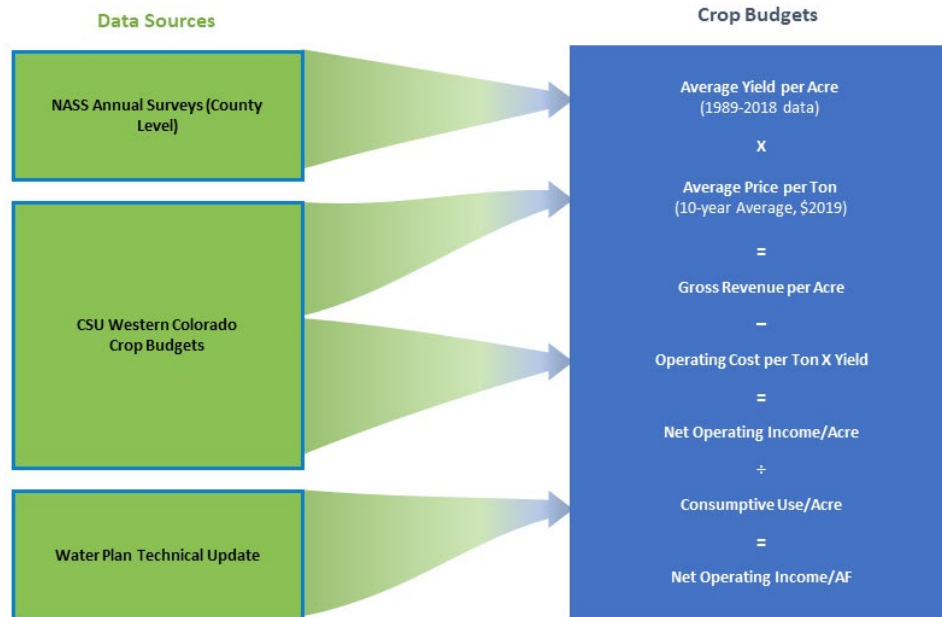 Data Sources
NASS Annual Surveys (County
Level)
CSU Western Colorado
Crop Budgets
Water Plan Technical Update
Crop Budgets
Average Yield per Acre
(1989-2018 data)
X
Average Price per Ton
(10-year Average, $2019)
=
Gross Revenue per Acre
–
Operating Cost per Ton X Yield
=
Net Operating Income/Acre
÷
Consumptive Use/Acre
=
Net Operating Income/AF